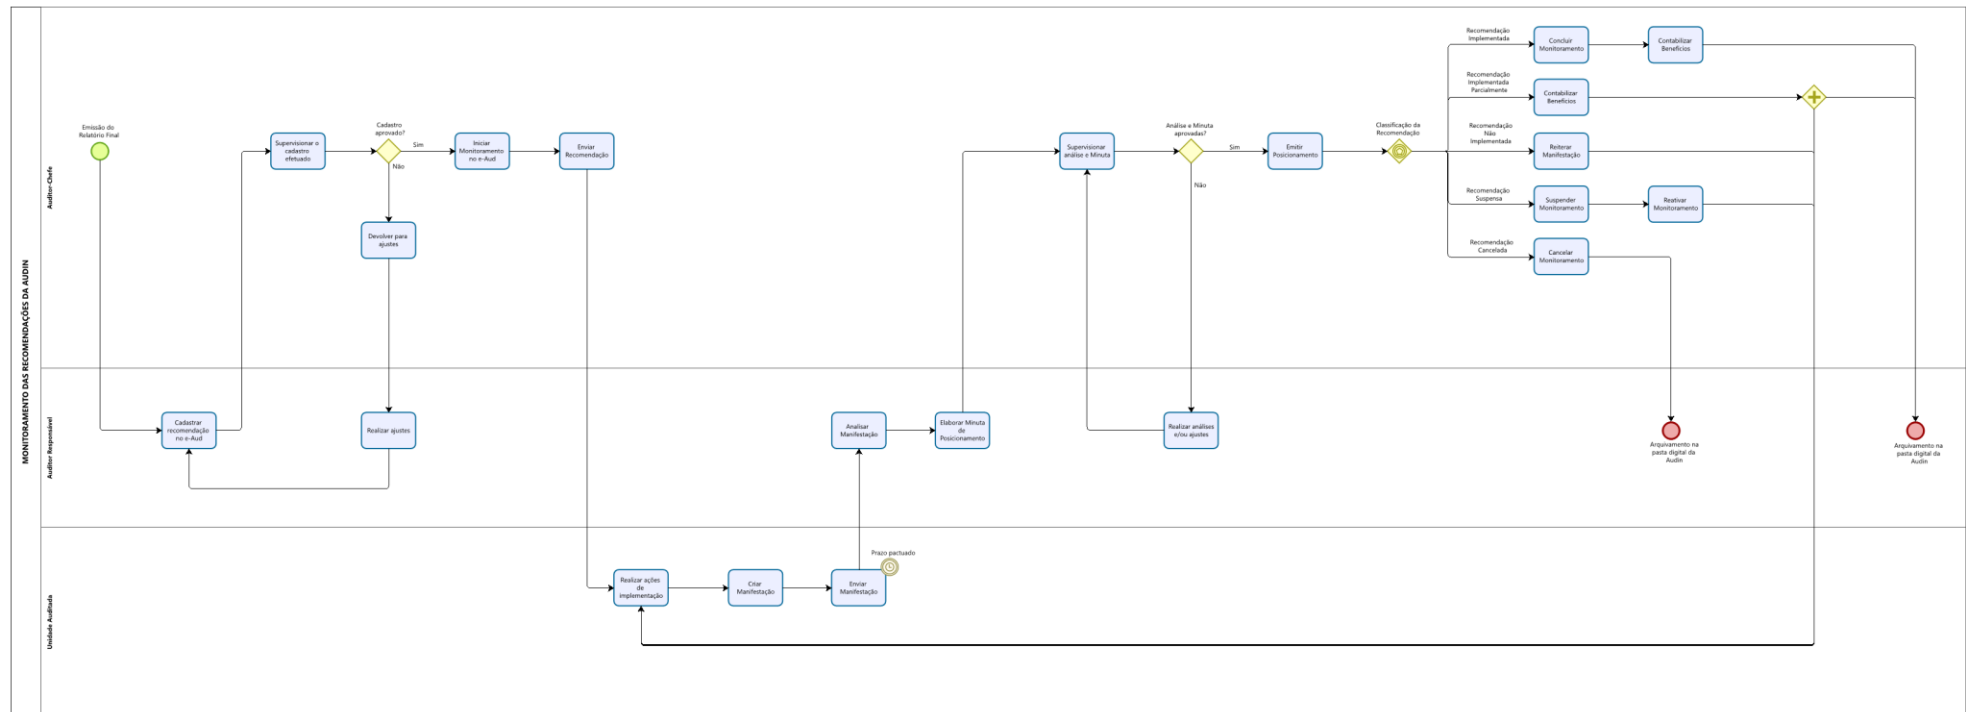 MONITORAMENTO DAS RECOMENDAÇÕES DA AUDIN
Auditor-Chefe
Emissão do
Relatório Final
Supervisionar o
cadastro
efetuado
Cadastro
aprovado?
Sim
Não
Iniciar
Monitoramento
no e-Aud
Enviar
Recomendação
Devolver para
ajustes
Supervisionar
análise e Minuta
Análise e Minuta
aprovadas?
Sim
Não
Emitir
Posicionamento
Classificação da
Recomendação
Recomendação
Implementada
Concluir
Monitoramento
Contabilizar
Benefícios
Recomendação
Implementada
Parcialmente
Contabilizar
Benefícios
Recomendação
Não
Implementada
Reiterar
Manifestação
Recomendação
Suspensa
Suspender
Monitoramento
Reativar
Monitoramento
Recomendação
Cancelada
Cancelar
Monitoramento
Auditor Responsável
Cadastrar
recomendação
no e-Aud
Realizar ajustes
Analisar
Manifestação
Elaborar Minuta
de
Posicionamento
Realizar análises
e/ou ajustes
Arquivamento na
pasta digital da
Audin
Arquivamento na
pasta digital da
Audin
Unidade Auditada
Realizar ações
de
implementação
Criar
Manifestação
Enviar
Manifestação
Prazo pactuado